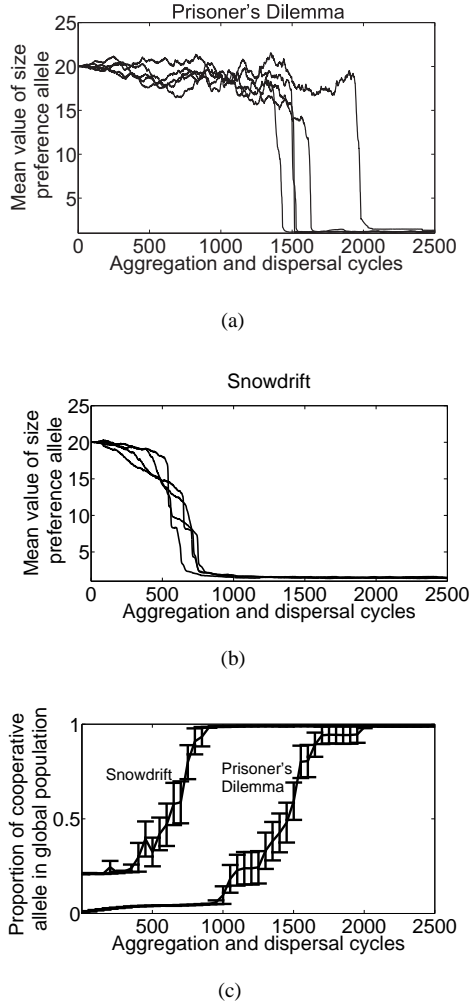 Prisoner's Dilemma
Mean value of size
preference allele
25
20
15
10
5
0 500 1000 1500 2000 2500
Aggregation and dispersal cycles
(a)
Snowdrift
Mean value of size
preference allele
25
20
15
10
5
0 500 1000 1500 2000 2500
Aggregation and dispersal cycles
(b)
Proportion of cooperative
allele in global population
1
0.5
0
Snowdrift
Prisoner's
Dilemma
500 1000 1500 2000 2500
Aggregation and dispersal cycles
(c)